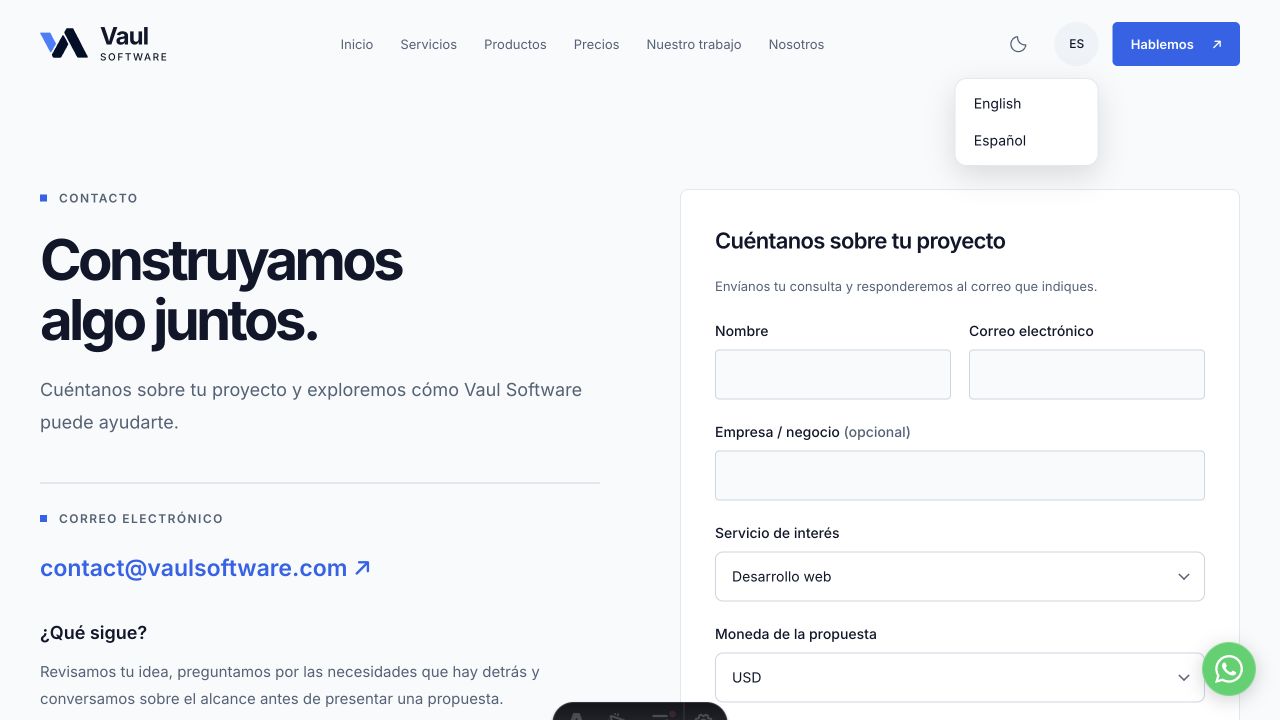 Vaul
SOFTWARE
Inicio
Servicios
Productos
Precios
Nuestro trabajo
Nosotros
ES
Hablemos
English
Español
CONTACTO
Construyamos
algo juntos.
Cuéntanos sobre tu proyecto y exploremos cómo Vaul Software
puede ayudarte.
CORREO ELECTRÓNICO
contact@vaulsoftware.com
¿Qué sigue?
Revisamos tu idea, preguntamos por las necesidades que hay detrás y
conversamos sobre el alcance antes de presentar una propuesta.
Cuéntanos sobre tu proyecto
Envíanos tu consulta y responderemos al correo que indiques.
Nombre
Correo electrónico
Empresa / negocio (opcional)
Servicio de interés
Desarrollo web
Moneda de la propuesta
USD